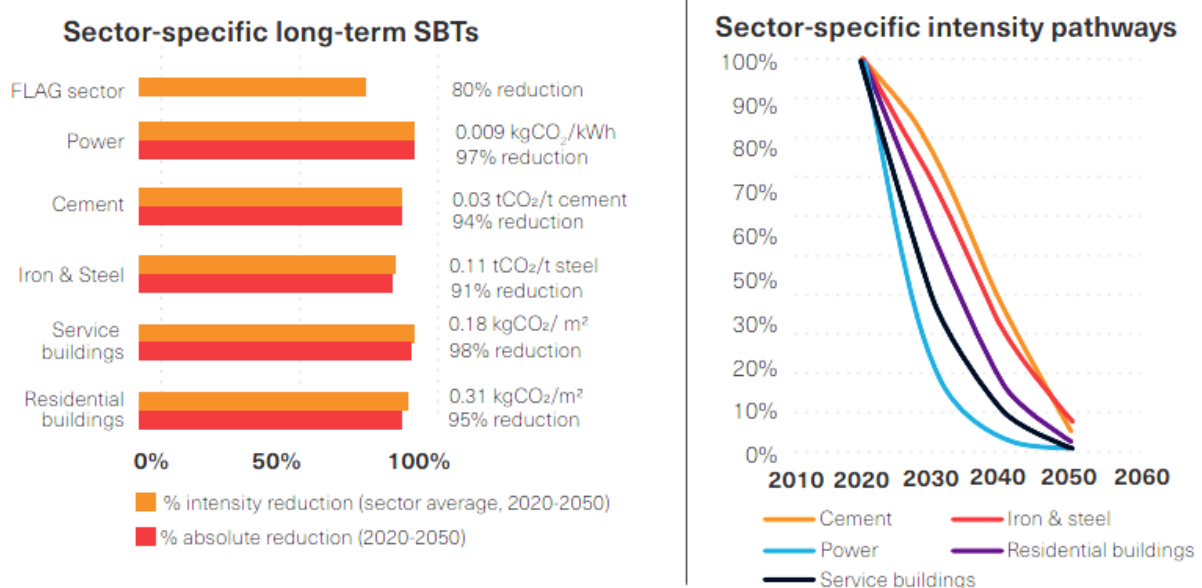 Sector-specific long-term SBTs
FLAG sector
80% reduction
Power
0.009 kgCO₂/kWh
97% reduction
Cement
0.03 tCO₂/t cement
94% reduction
Iron & Steel
0.11 tCO₂/t steel
91% reduction
Service
buildings
0.18 kgCO₂/ m²
98% reduction
Residential
buildings
0.31 kgCO₂/m²
95% reduction
0% 50% 100%
% intensity reduction (sector average, 2020-2050)
% absolute reduction (2020-2050)
Sector-specific intensity pathways
100%
90%
80%
70%
60%
50%
30%
20%
10%
0%
2010 2020 2030 2040 2050 2060
Cement Iron & steel
Power Residential buildings
Service buildings